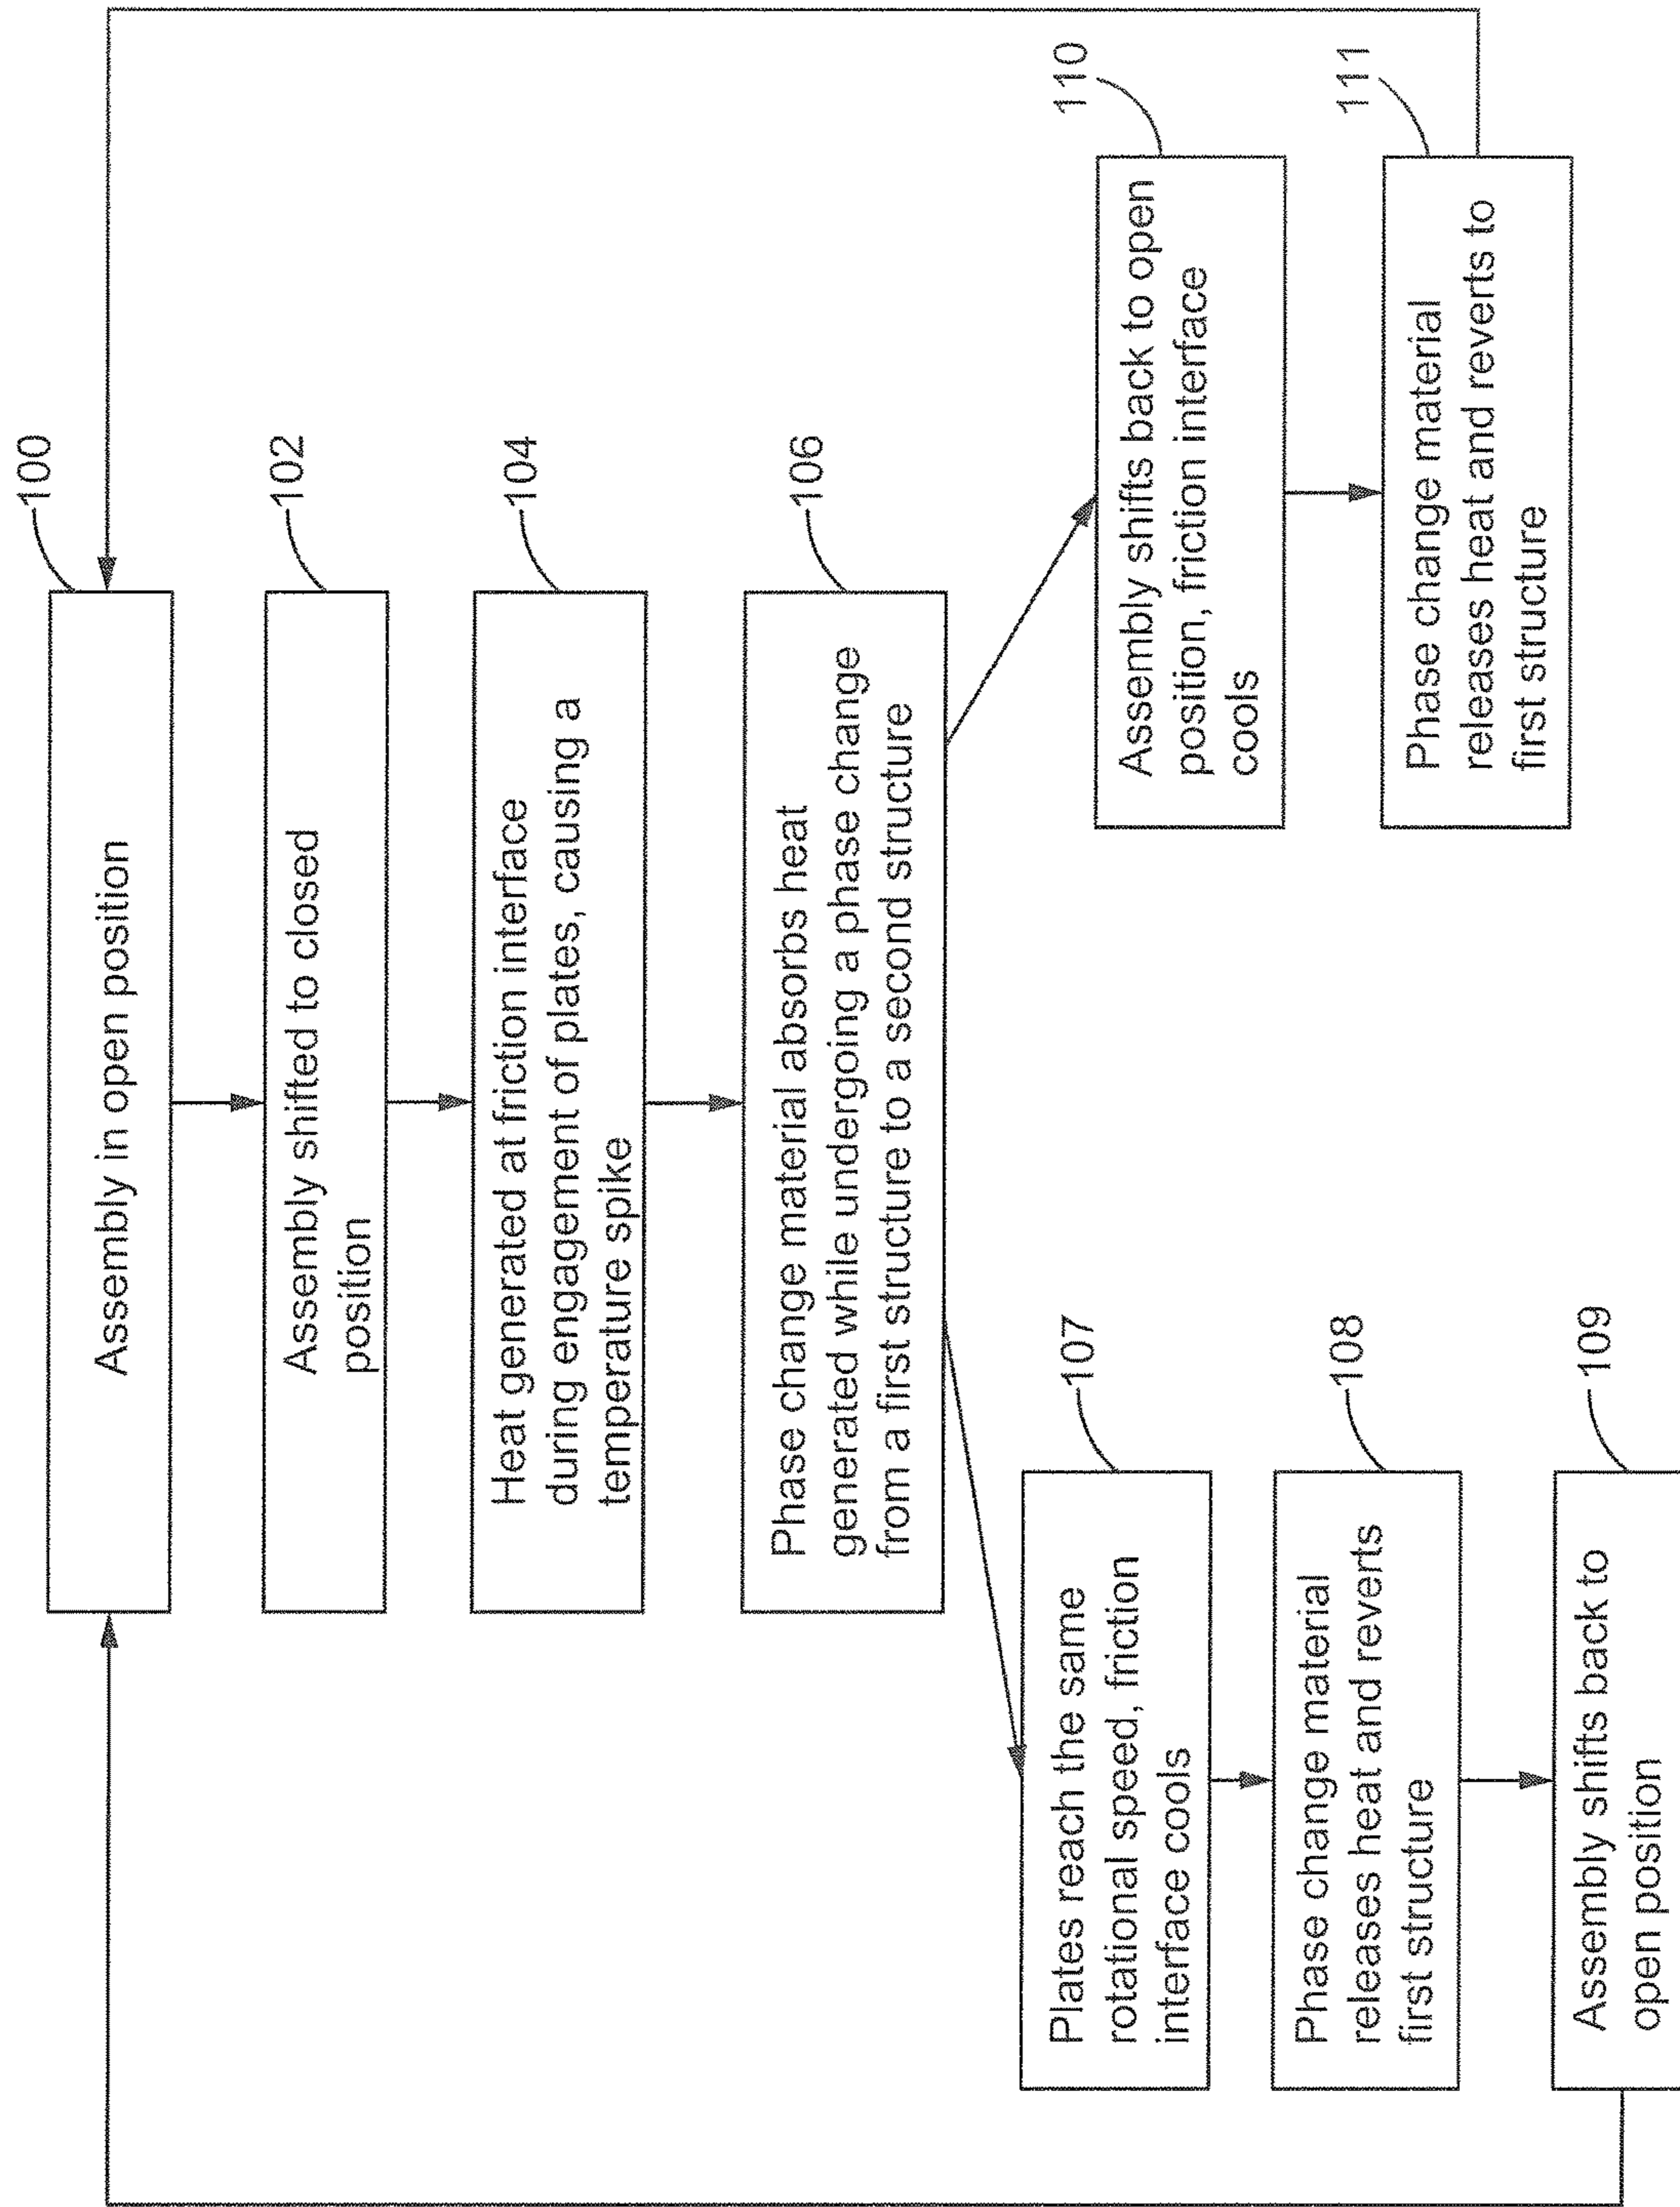 100
Assembly in open position
102
Assembly shifted to closed
position
104
Heat generated at friction interface
during engagement of plates, causing a
temperature spike
106
Phase change material absorbs heat
generated while undergoing a phase change
from a first structure to a second structure
107
Plates reach the same
rotational speed, friction
interface cools
108
Phase change material
releases heat and reverts
first structure
109
Assembly shifts back to
open position
110
Assembly shifts back to open
position, friction interface
cools
111
Phase change material
releases heat and reverts to
first structure